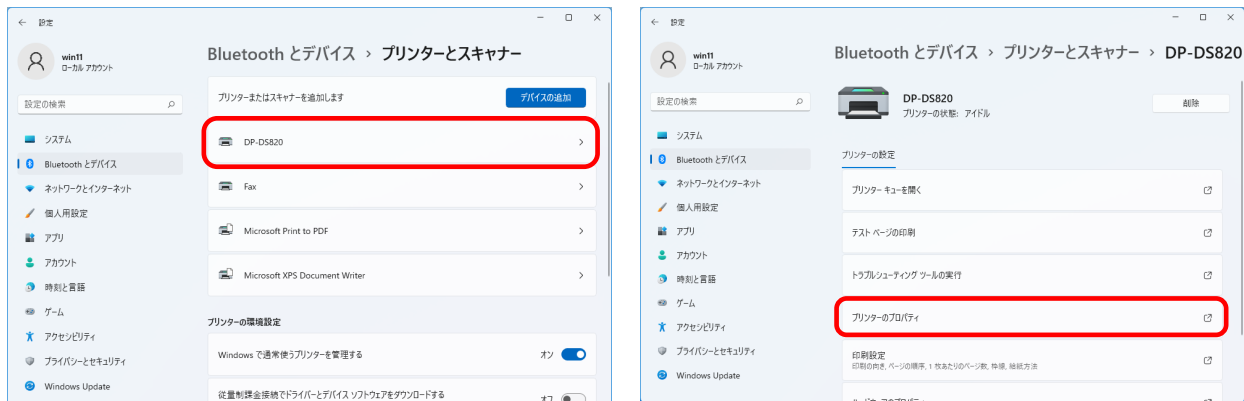 設定
win11
ローカル アカウント
設定の検索
システム
Bluetooth とデバイス
ネットワークとインターネット
個人用設定
アプリ
アカウント
時刻と言語
ゲーム
アクセシビリティ
プライバシーとセキュリティ
Windows Update
Bluetooth とデバイス › プリンターとスキャナー
プリンターまたはスキャナーを追加します
デバイスの追加
DP-DS820
Fax
Microsoft Print to PDF
Microsoft XPS Document Writer
プリンターの環境設定
Windows で通常使うプリンターを管理する
オン
従量制課金接続でドライバーとデバイス ソフトウェアをダウンロードする
オフ
設定
win11
ローカル アカウント
設定の検索
システム
Bluetooth とデバイス
ネットワークとインターネット
個人用設定
アプリ
アカウント
時刻と言語
ゲーム
アクセシビリティ
プライバシーとセキュリティ
Windows Update
Bluetooth とデバイス › プリンターとスキャナー › DP-DS820
DP-DS820
プリンターの状態: アイドル
削除
プリンターの設定
プリンター キューを開く
テスト ページの印刷
トラブルシューティング ツールの実行
プリンターのプロパティ
印刷設定
印刷の向き, ページの順序, 1 枚あたりのページ数, 枠線, 給紙方法